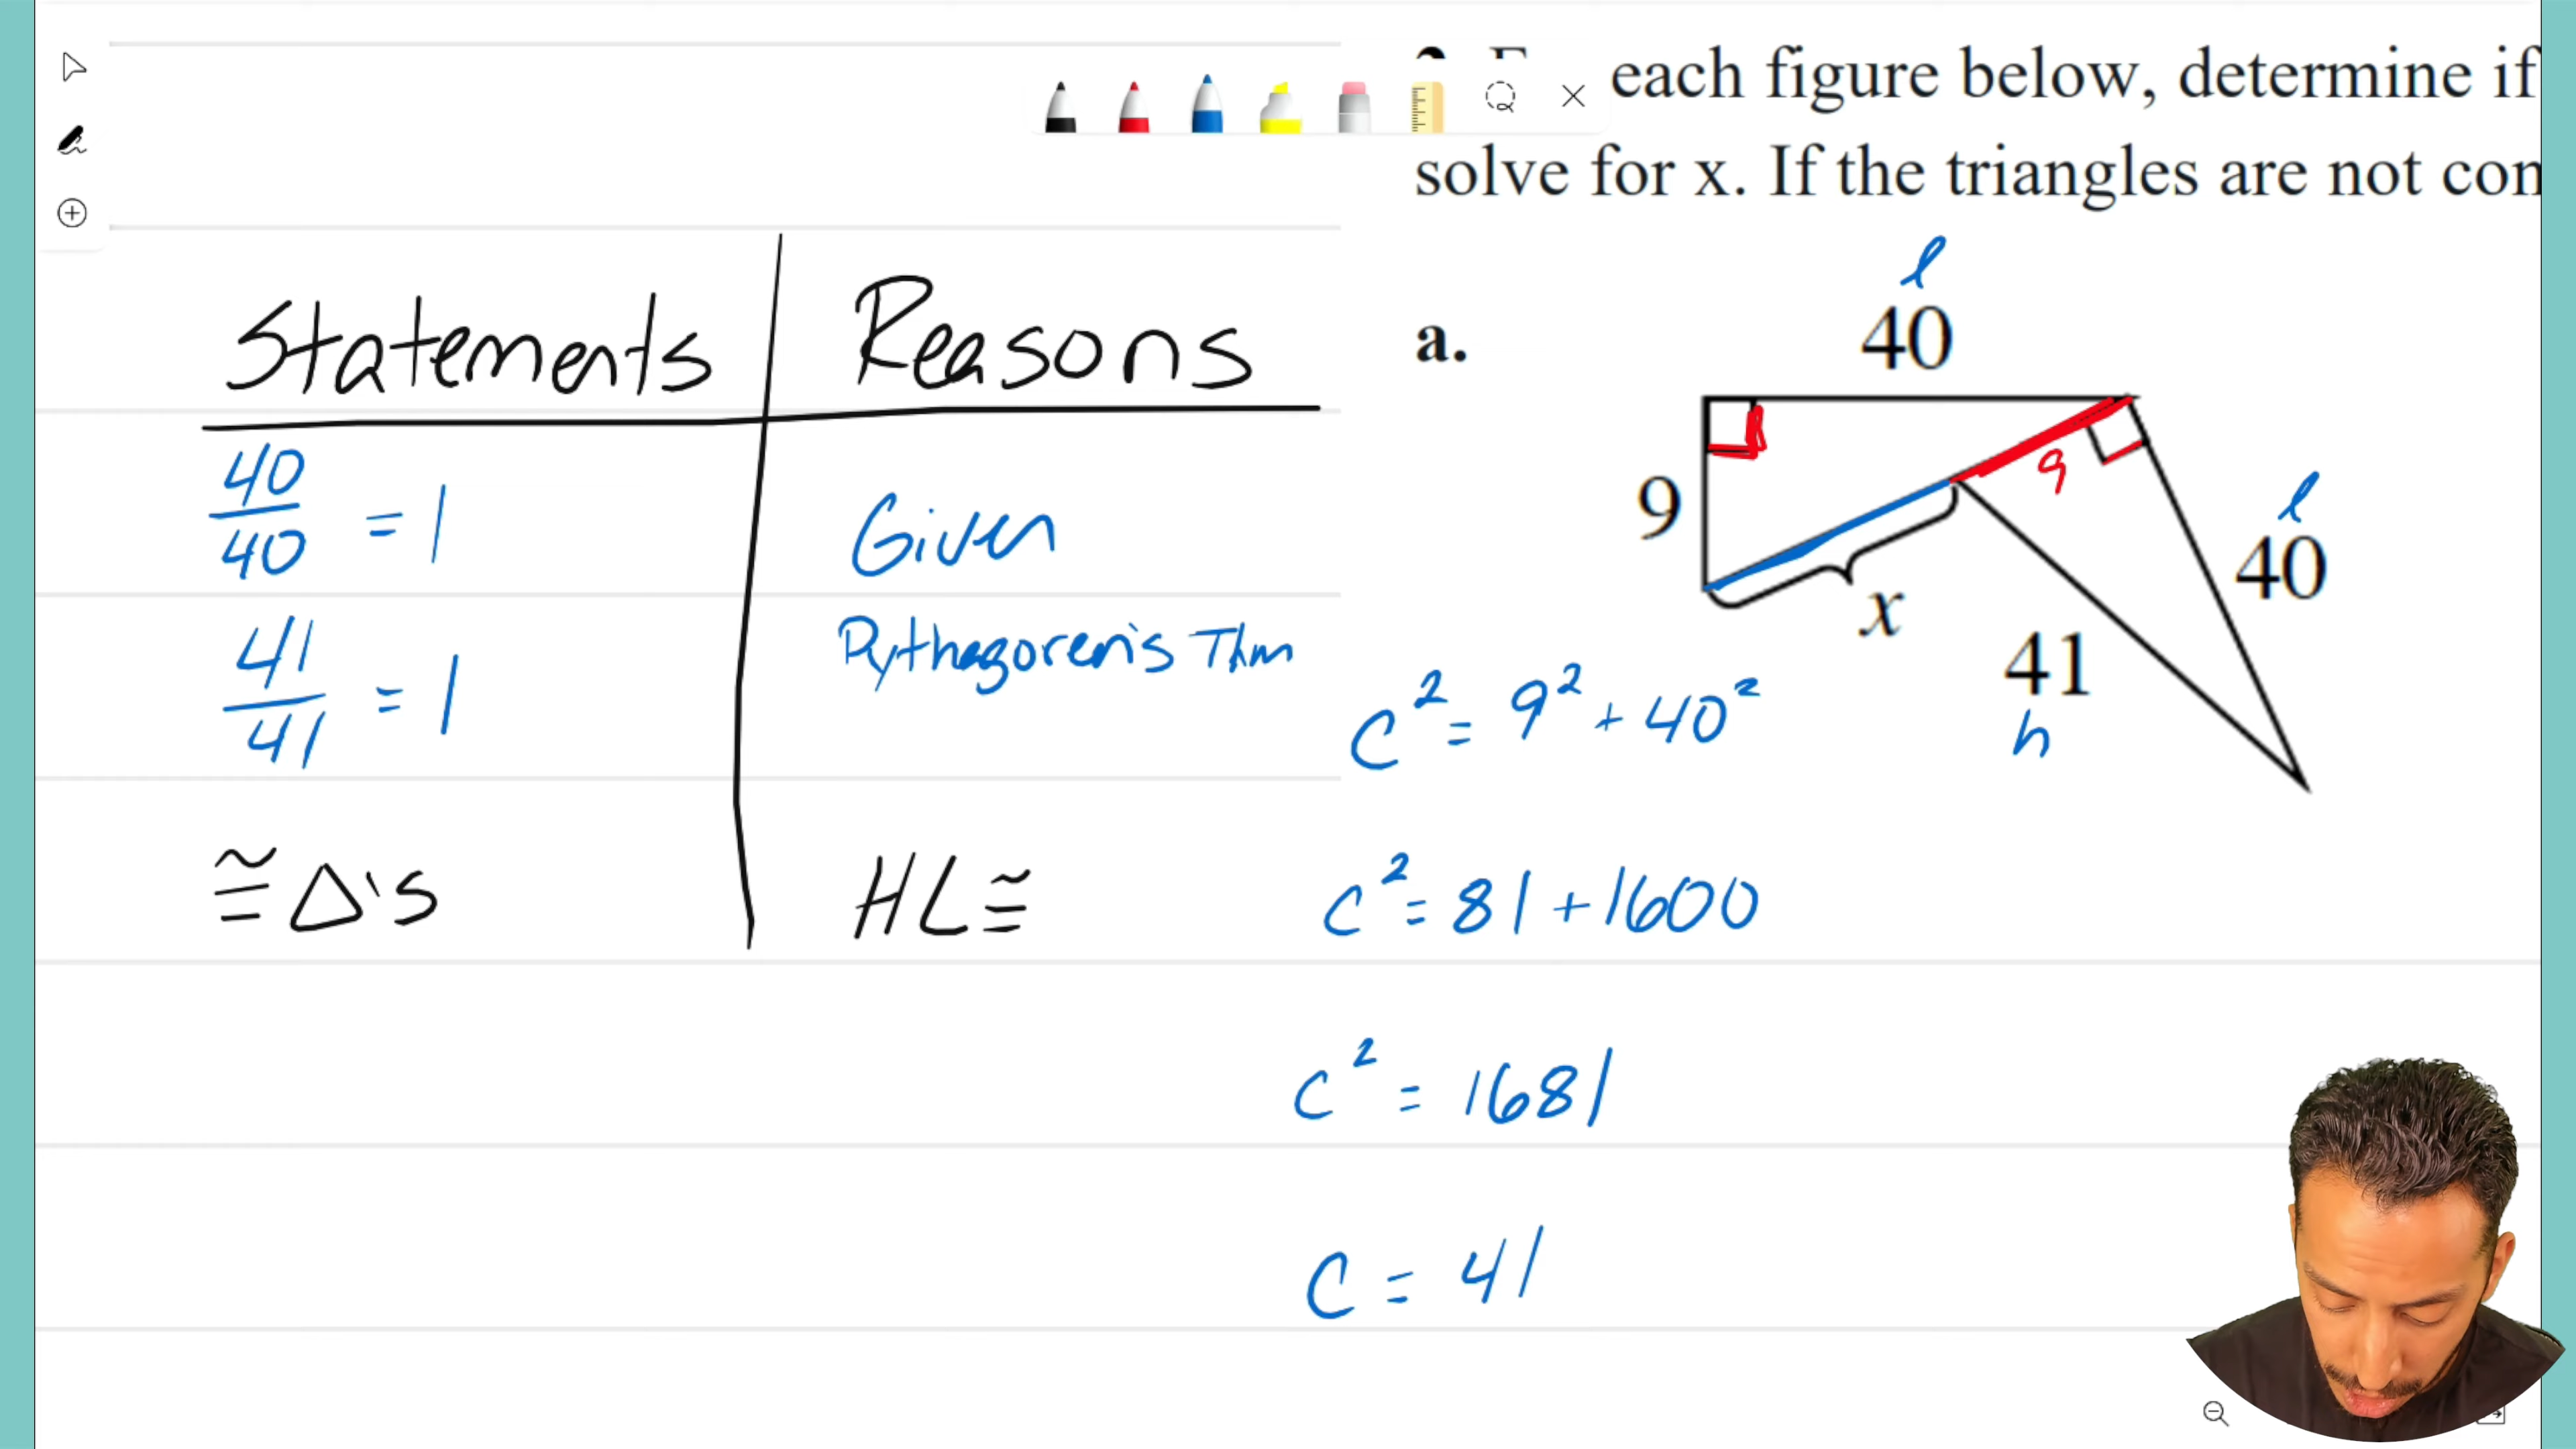 each figure below, determine if
solve for x. If the triangles are not con
Statements
Reasons
40/40 = 1
Given
41/41 = 1
Pythagoren's Thm
≅ Δ's
HL ≅
a.
l
40
9
9
l
40
x
41
h
c² = 9² + 40²
c² = 81 + 1600
c² = 1681
c = 41